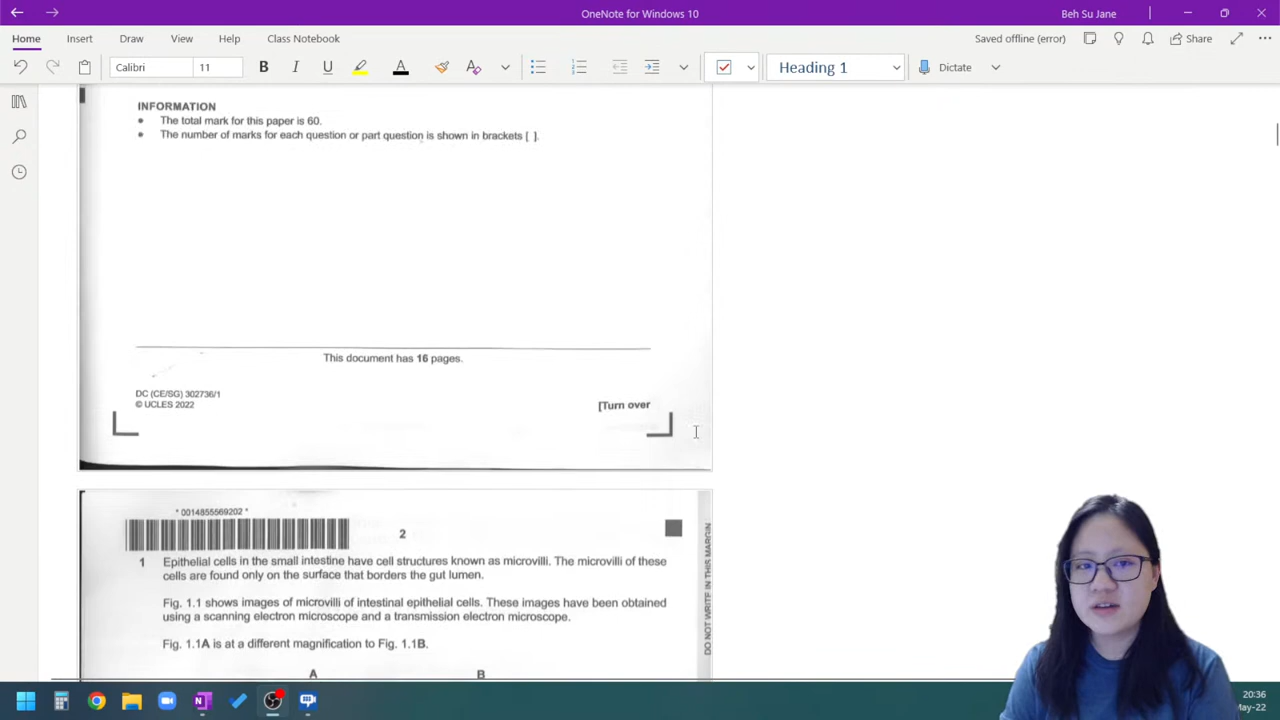 OneNote for Windows 10
Beh Su Jane
Home
Insert
Draw
View
Help
Class Notebook
Saved offline (error)
Share
Calibri
11
B
I
U
A
A
Heading 1
Dictate
INFORMATION
The total mark for this paper is 60.
The number of marks for each question or part question is shown in brackets [ ].
This document has 16 pages.
DC (CE/SG) 302736/1
© UCLES 2022
[Turn over
* 0014855569202 *
2
DO NOT WRITE IN THIS MARGIN
1 Epithelial cells in the small intestine have cell structures known as microvilli. The microvilli of these
cells are found only on the surface that borders the gut lumen.
Fig. 1.1 shows images of microvilli of intestinal epithelial cells. These images have been obtained
using a scanning electron microscope and a transmission electron microscope.
Fig. 1.1A is at a different magnification to Fig. 1.1B.
A
B
20:36
May-22